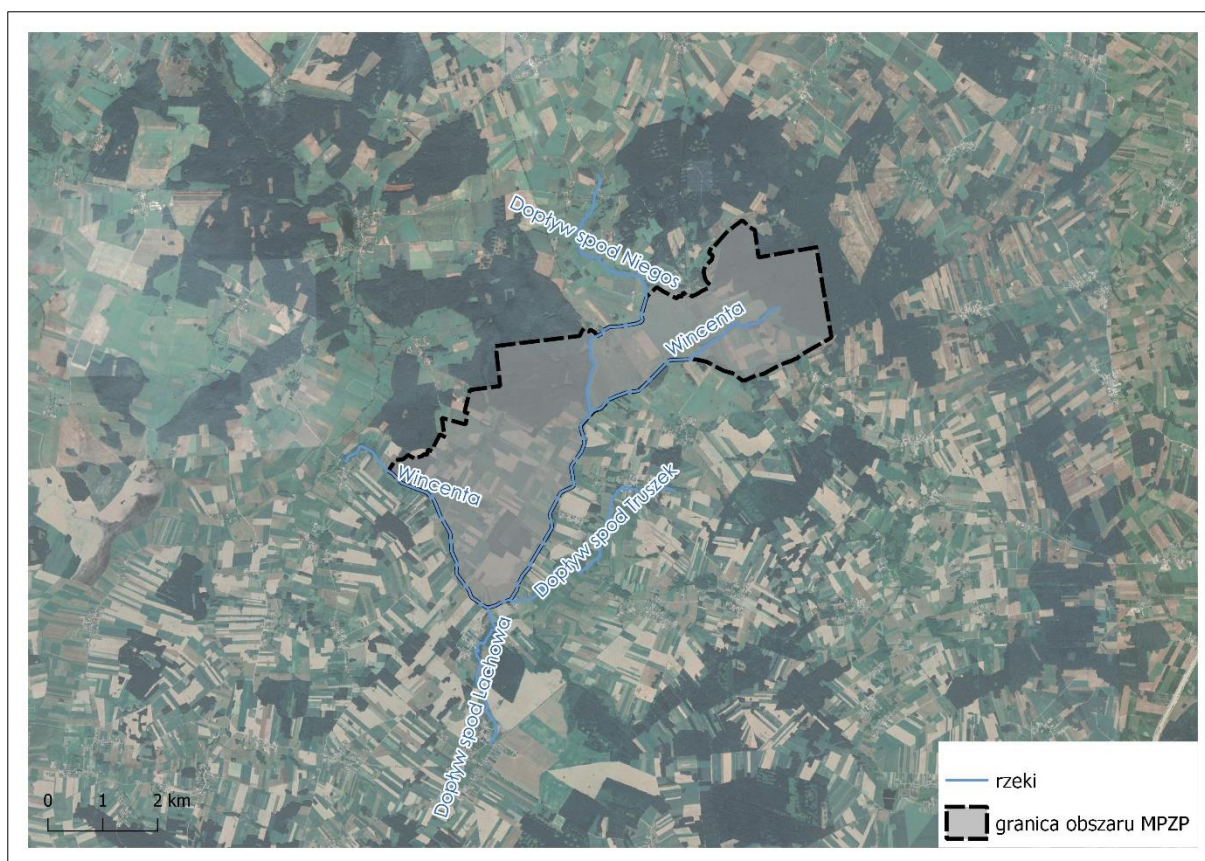 Dopływ spod Niegos
Wincenta
Wincenta
Dopływ spod Truszek
Dopływ spod Lachowa
0 1 2 km
rzeki
granica obszaru MPZP